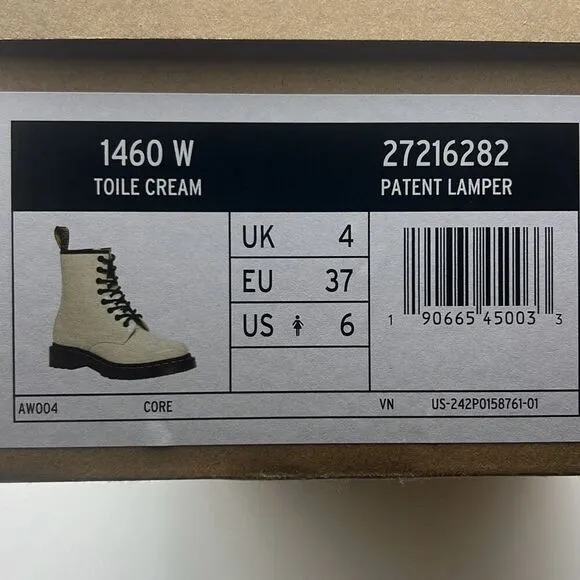 1460 W
TOILE CREAM
27216282
PATENT LAMPER
UK 4
EU 37
US 6
1 90665 45003 3
AW004 CORE VN US-242P0158761-01